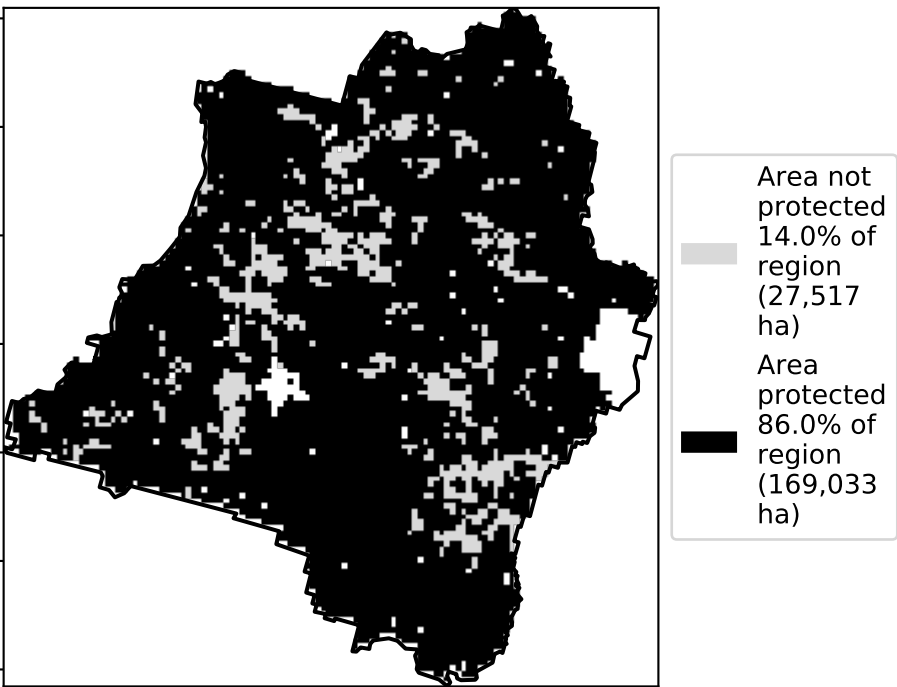 Area not
protected
14.0% of
region
(27,517
ha)
Area
protected
86.0% of
region
(169,033
ha)